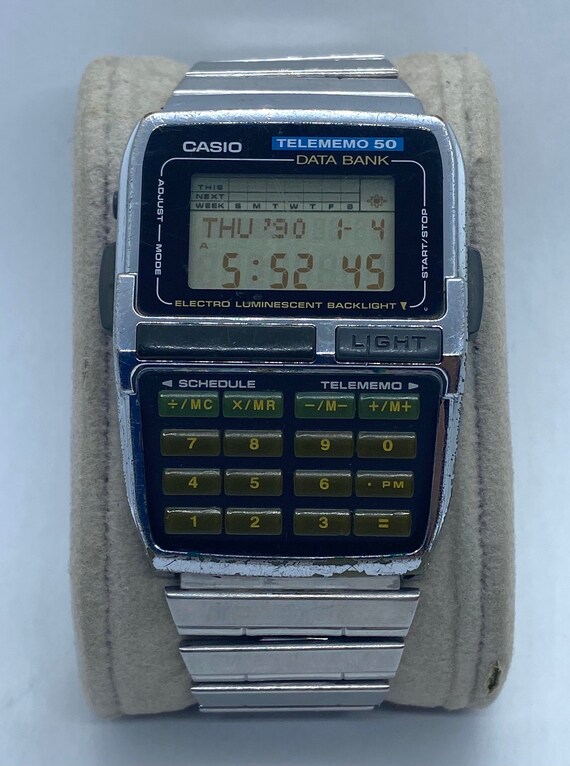 CASIO TELEMEMO 50
DATA BANK
ADJUST — MODE
START/STOP
THIS
NEXT
WEEK S M T W T F S
THU '90 1- 4
A
5:52 45
ELECTRO LUMINESCENT BACKLIGHT
LIGHT
◄ SCHEDULE TELEMEMO ►
÷/MC ×/MR −/M− +/M+
7 8 9 0
4 5 6 · PM
1 2 3 =